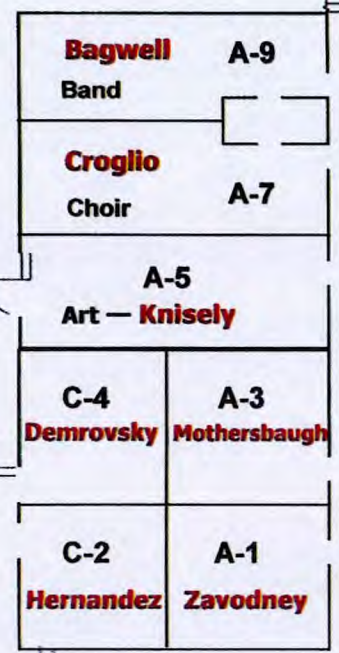 Bagwell A-9
Band
Croglio
A-7
Choir
A-5
Art — Knisely
C-4 A-3
Demrovsky Mothersbaugh
C-2 A-1
Hernandez Zavodney